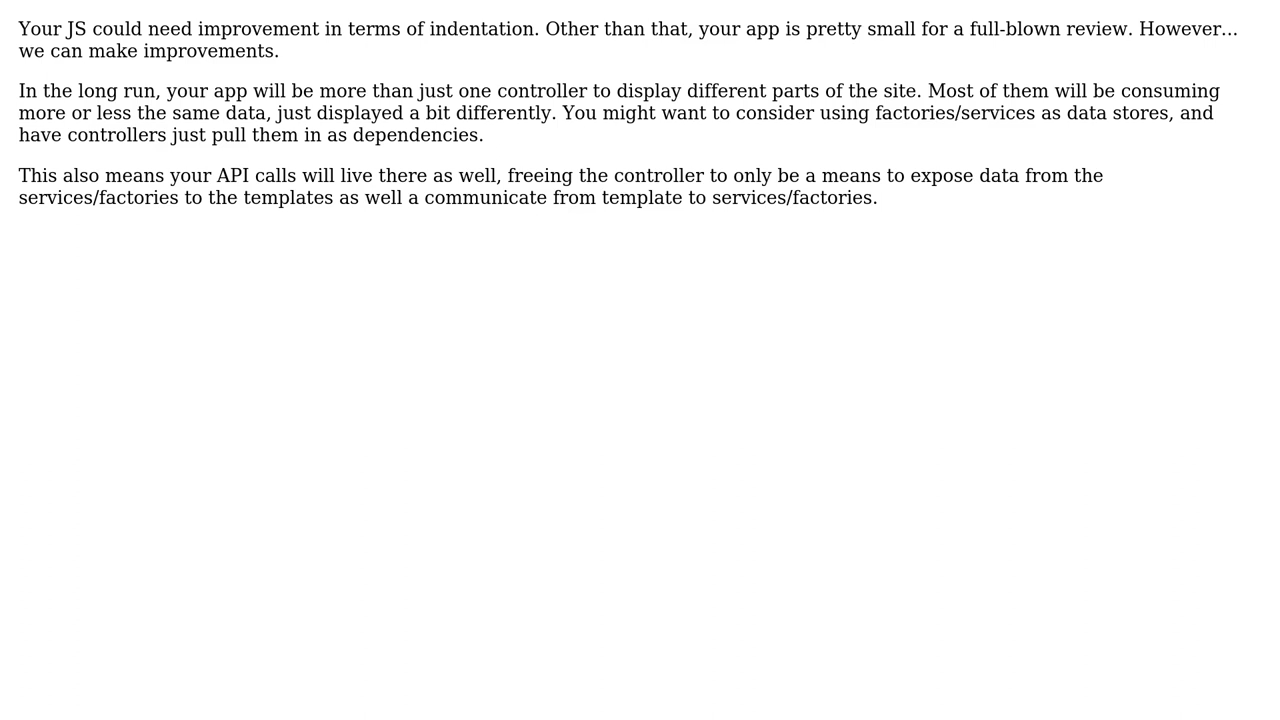 Your JS could need improvement in terms of indentation. Other than that, your app is pretty small for a full-blown review. However...
we can make improvements.
In the long run, your app will be more than just one controller to display different parts of the site. Most of them will be consuming
more or less the same data, just displayed a bit differently. You might want to consider using factories/services as data stores, and
have controllers just pull them in as dependencies.
This also means your API calls will live there as well, freeing the controller to only be a means to expose data from the
services/factories to the templates as well a communicate from template to services/factories.